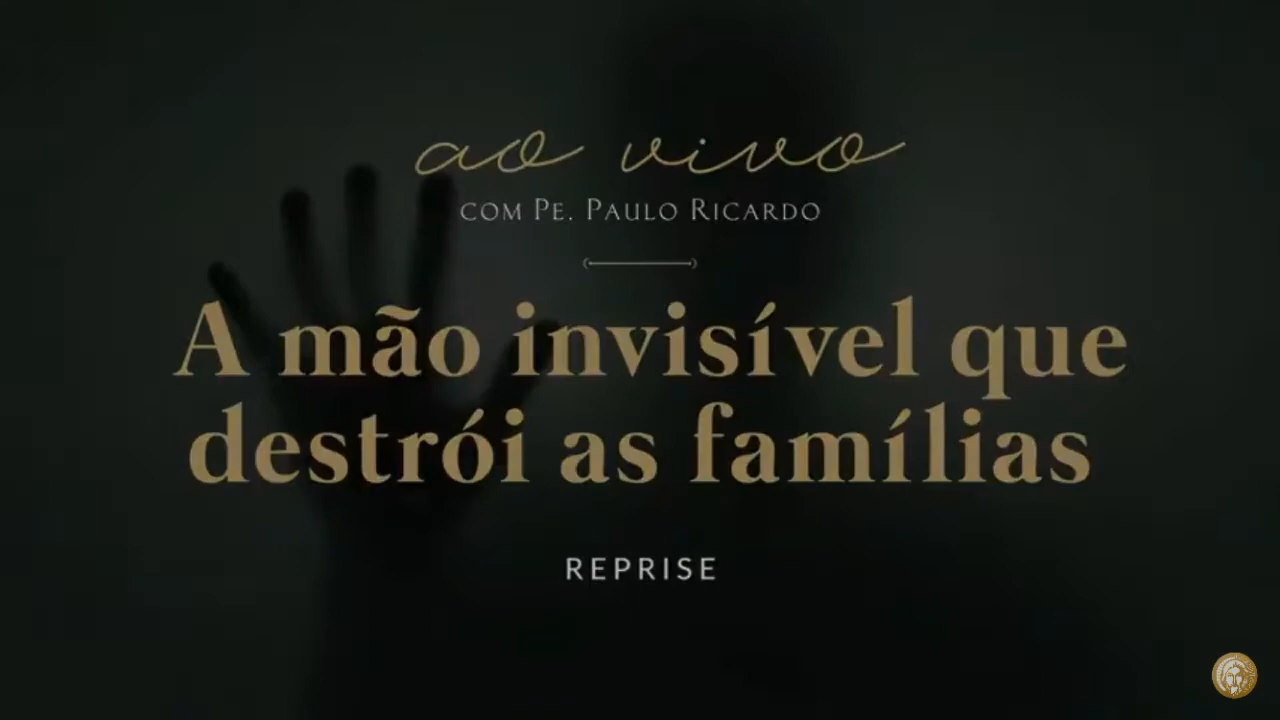 ao vivo
COM PE. PAULO RICARDO
A mão invisível que
destrói as famílias
REPRISE